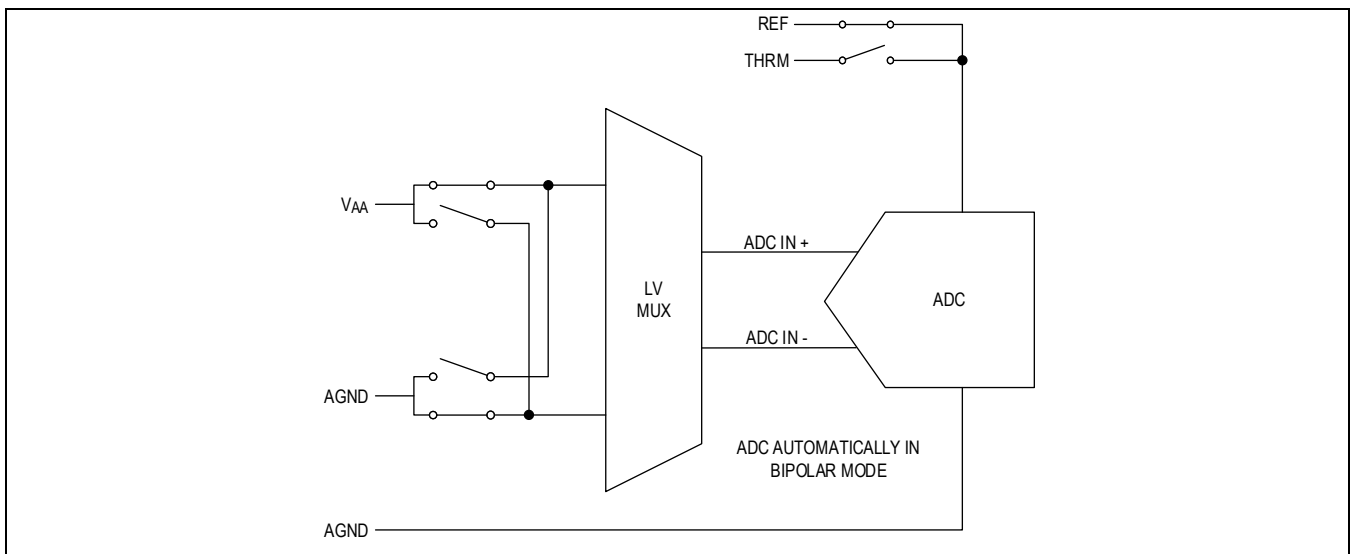 REF
THRM
VAA
ADC IN +
LV
MUX
ADC
ADC IN -
AGND
ADC AUTOMATICALLY IN
BIPOLAR MODE
AGND